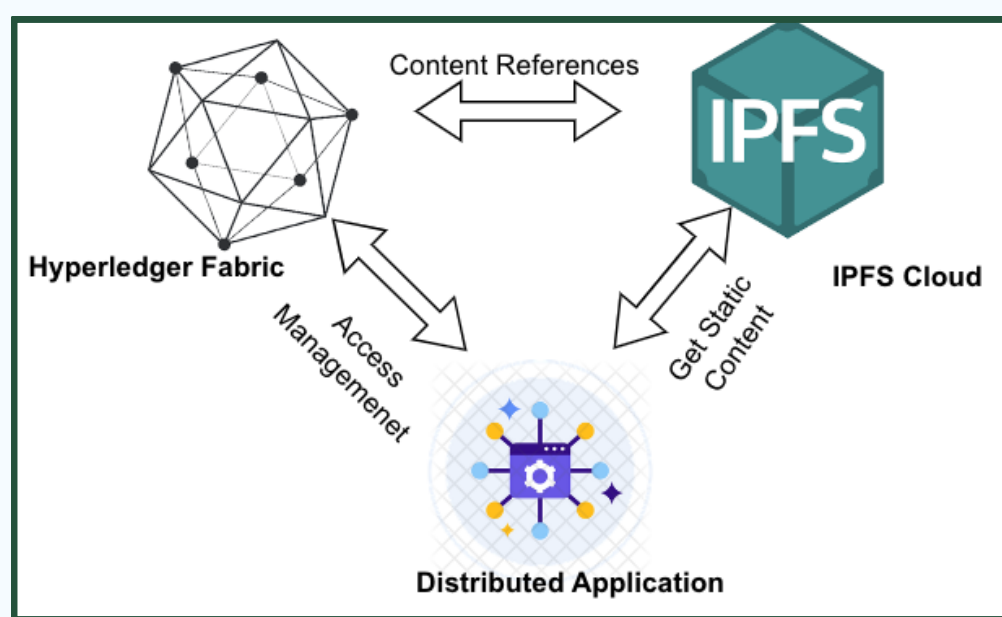 Content References
IPFS
Hyperledger Fabric
IPFS Cloud
Access
Managemenet
Get Static
Content
Distributed Application